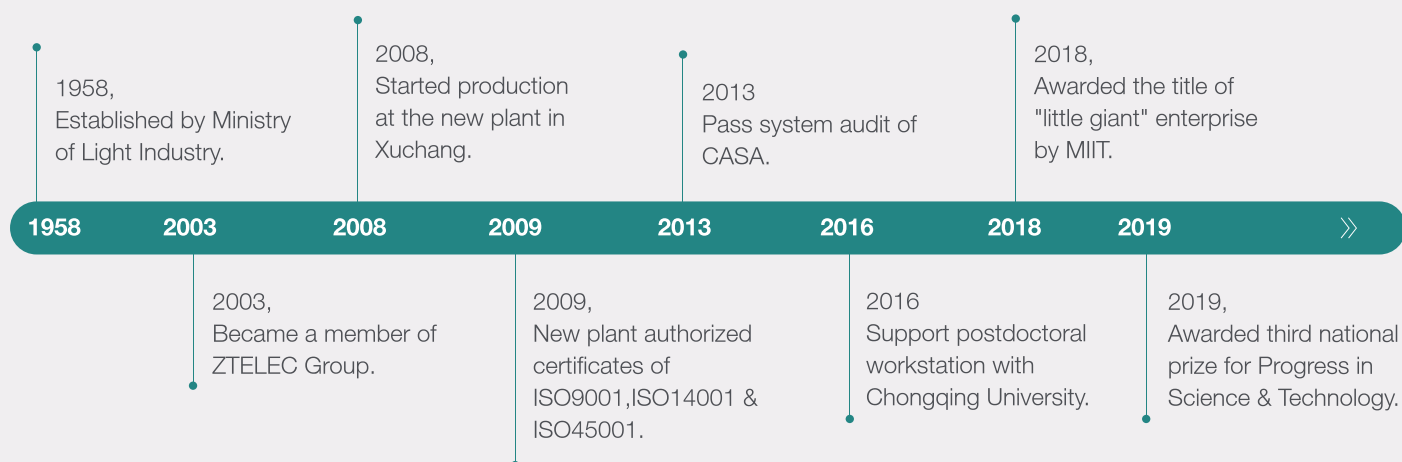 1958,
Established by Ministry
of Light Industry.
2008,
Started production
at the new plant in
Xuchang.
2013
Pass system audit of
CASA.
2018,
Awarded the title of
"little giant" enterprise
by MIIT.
1958 2003 2008 2009 2013 2016 2018 2019
2003,
Became a member of
ZTELEC Group.
2009,
New plant authorized
certificates of
ISO9001,ISO14001 &
ISO45001.
2016
Support postdoctoral
workstation with
Chongqing University.
2019,
Awarded third national
prize for Progress in
Science & Technology.